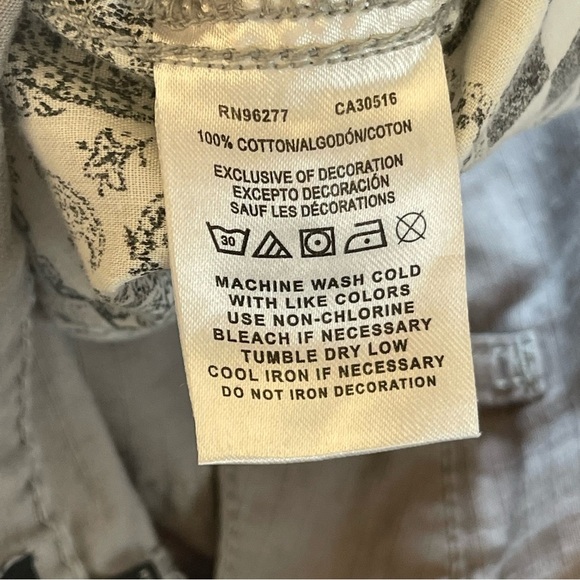 RN96277 CA30516
100% COTTON/ALGODÓN/COTON
EXCLUSIVE OF DECORATION
EXCEPTO DECORACIÓN
SAUF LES DÉCORATIONS
30
MACHINE WASH COLD
WITH LIKE COLORS
USE NON-CHLORINE
BLEACH IF NECESSARY
TUMBLE DRY LOW
COOL IRON IF NECESSARY
DO NOT IRON DECORATION